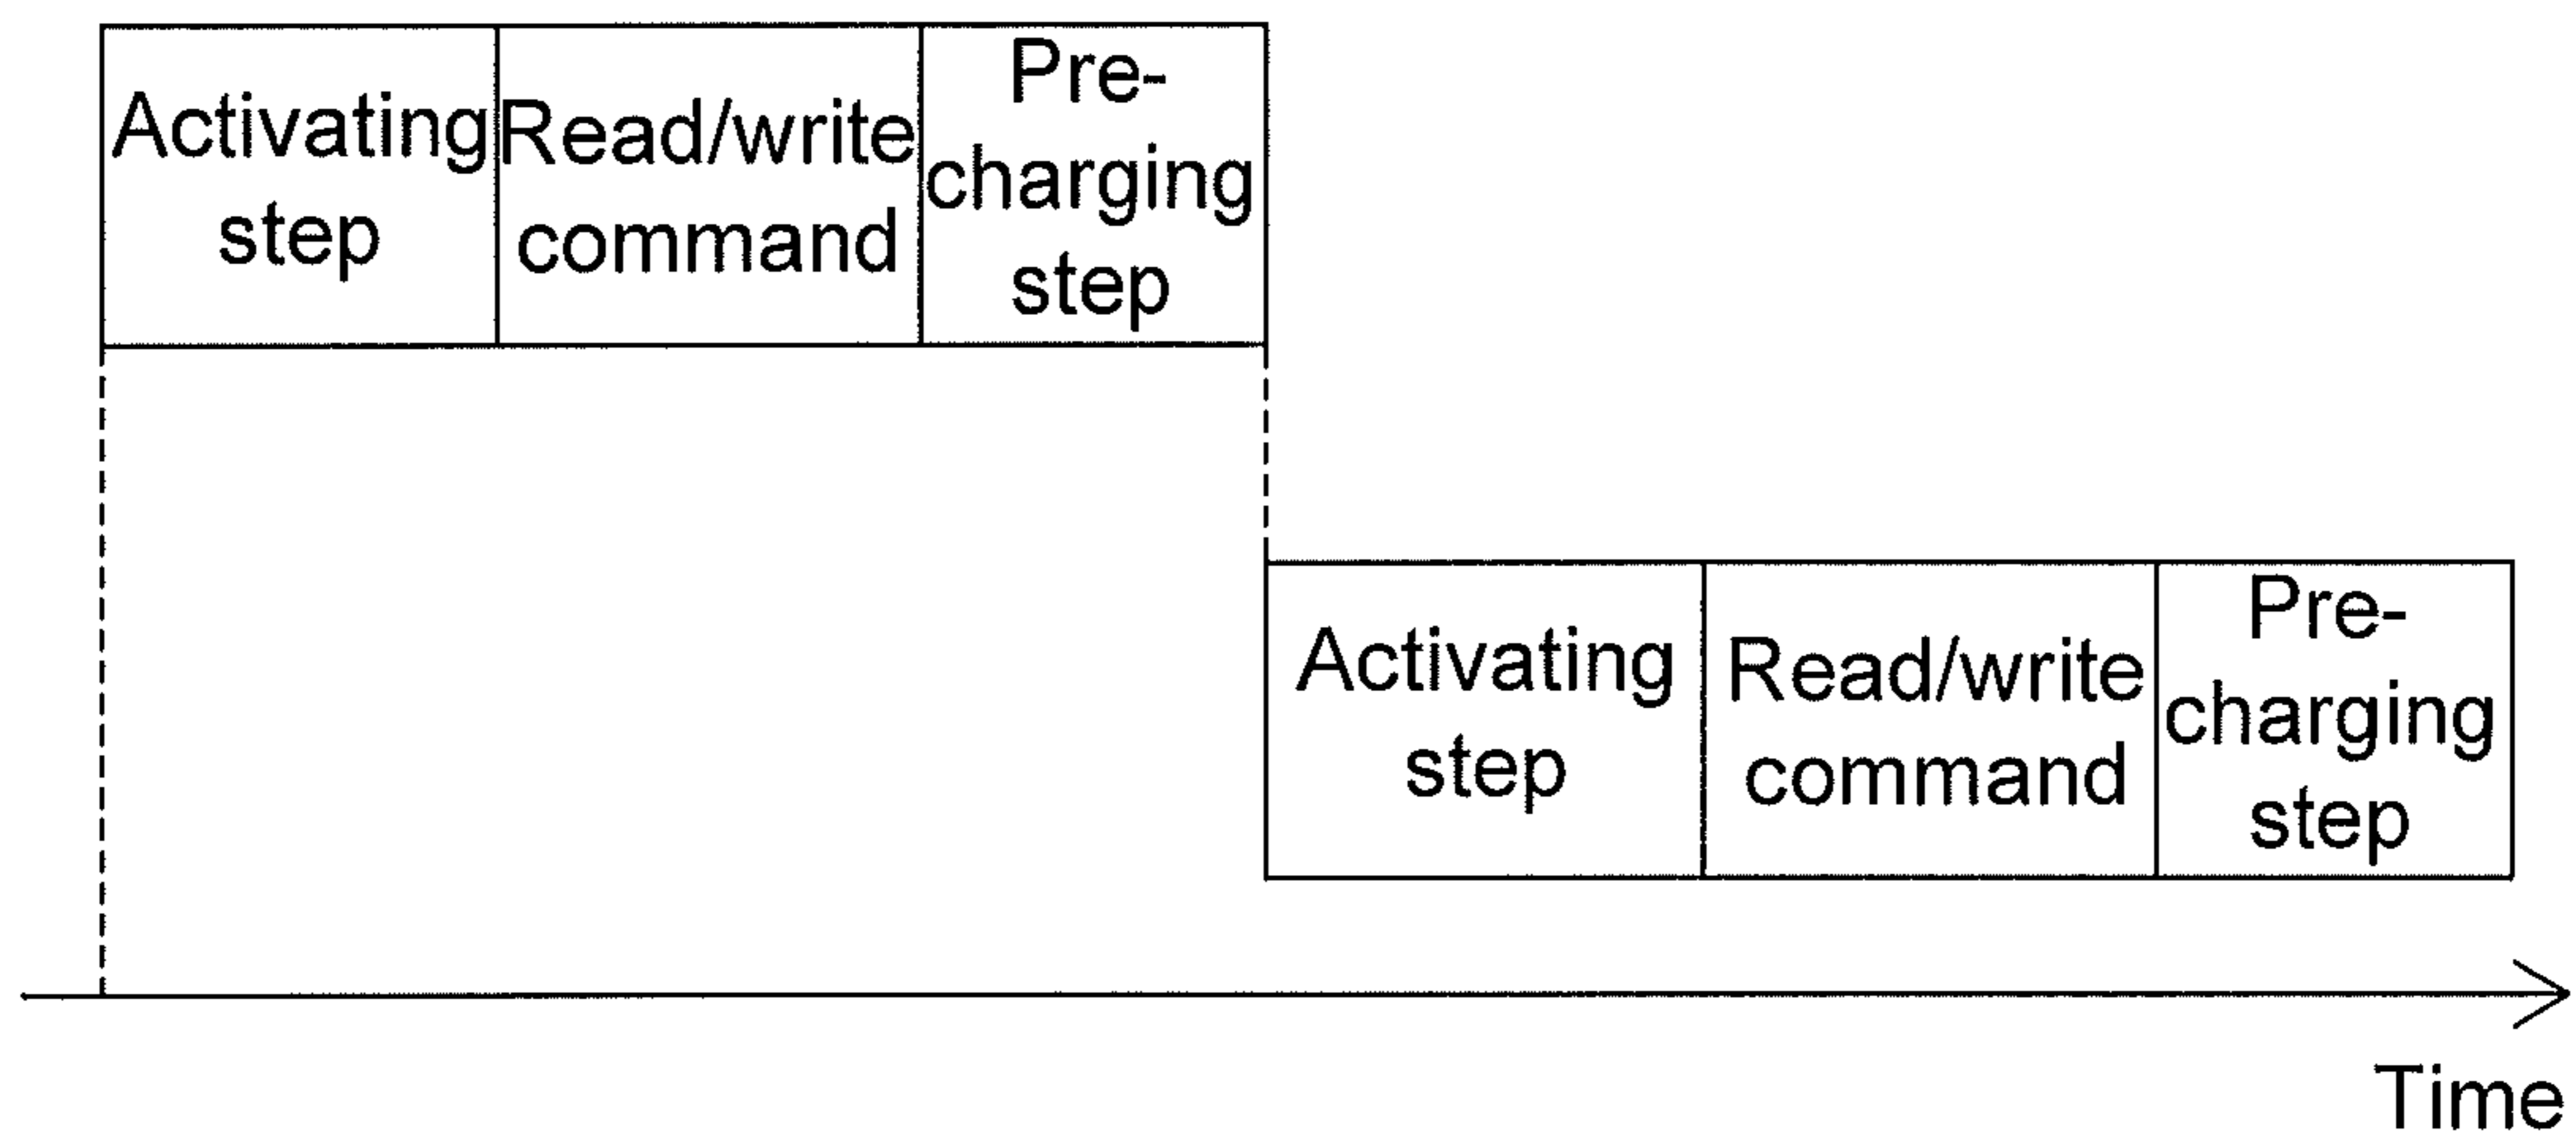 Activating
step
Read/write
command
Pre-
charging
step
Activating
step
Read/write
command
Pre-
charging
step
Time